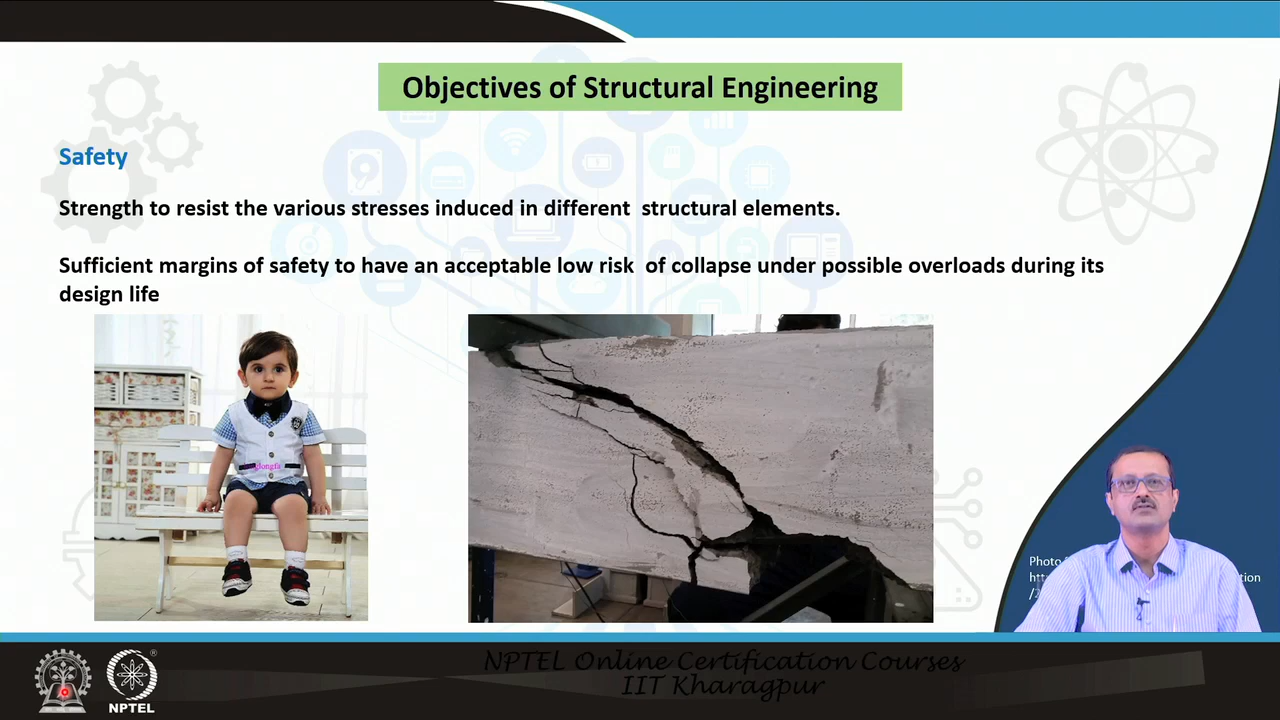 Objectives of Structural Engineering
Safety
Strength to resist the various stresses induced in different structural elements.
Sufficient margins of safety to have an acceptable low risk of collapse under possible overloads during its
design life
Photo
NPTEL
NPTEL Online Certification Courses
IIT Kharagpur